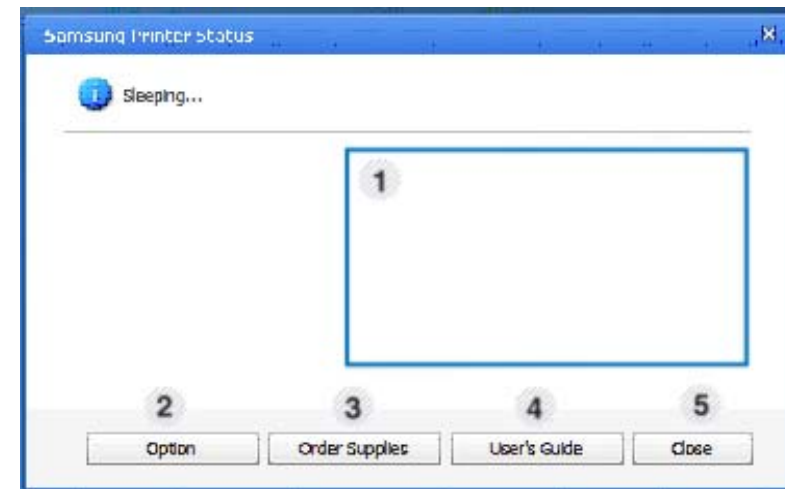 Samsung Printer Status
Sleeping...
1
2 3 4 5
Option Order Supplies User's Guide Close